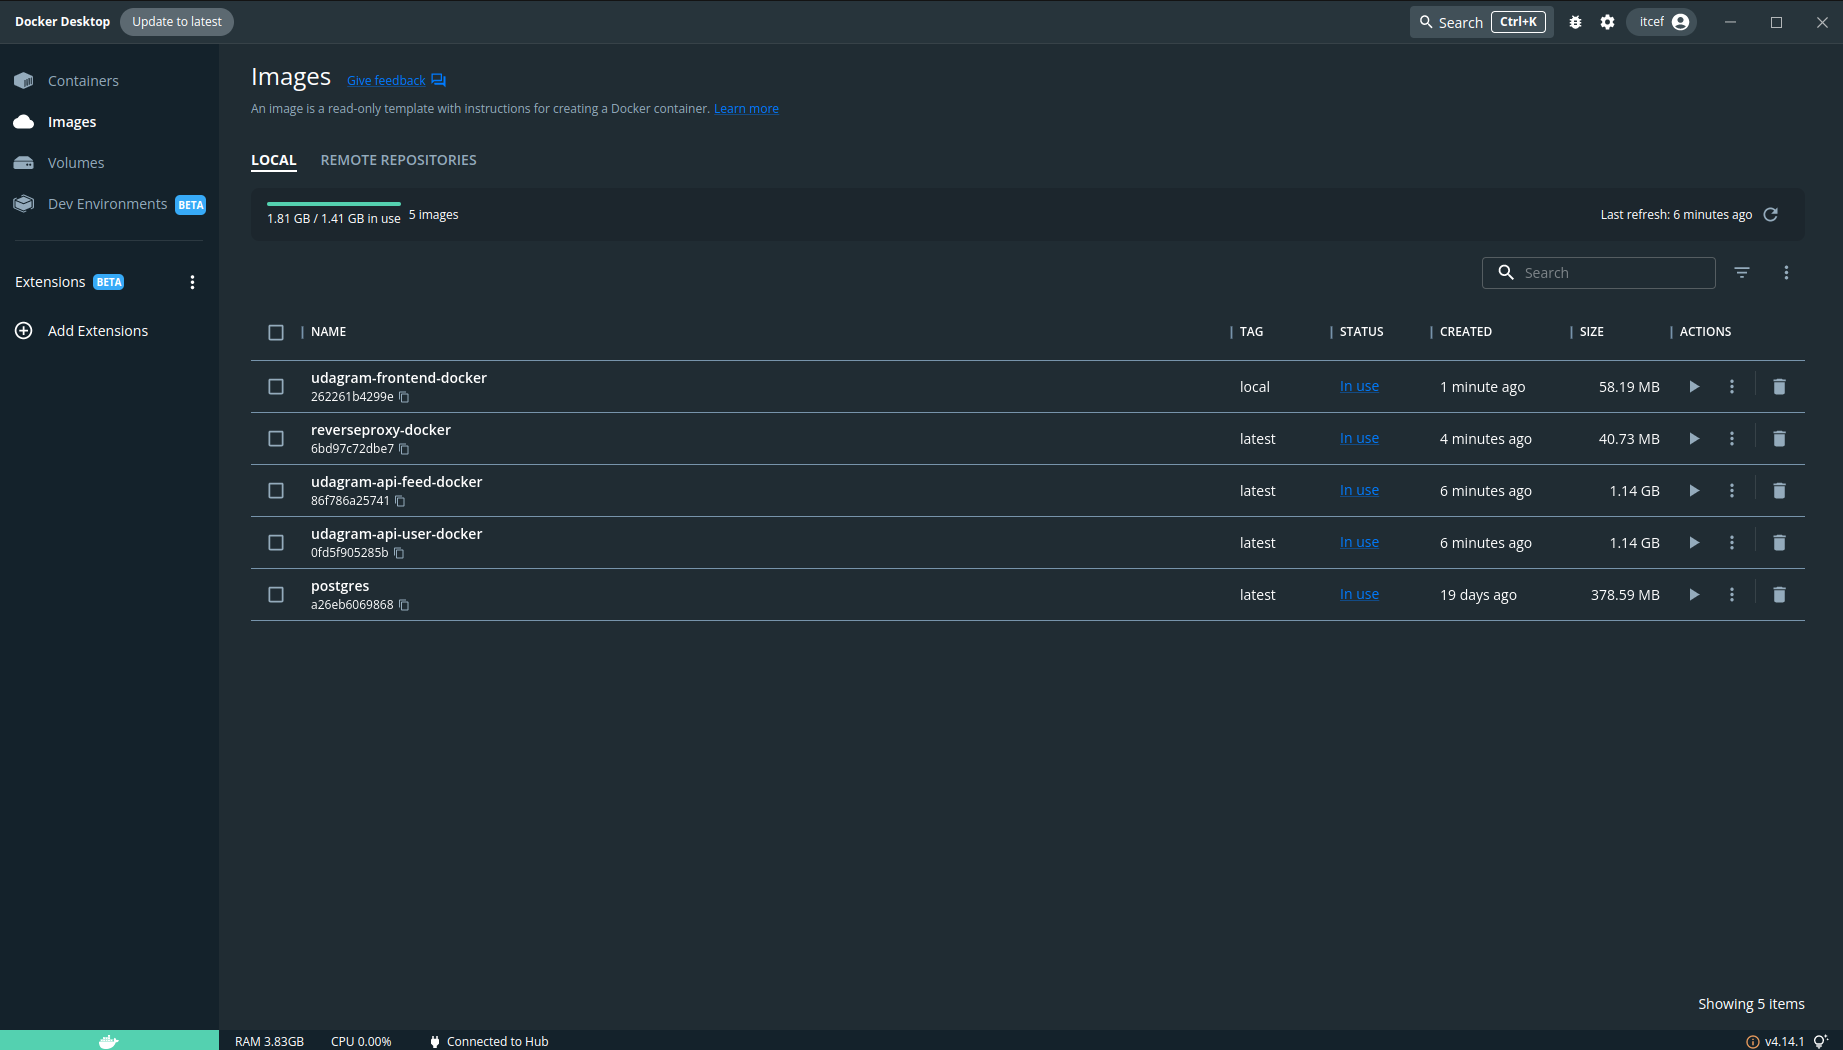 Docker Desktop Update to latest Search Ctrl+K itcef
Containers
Images
Volumes
Dev Environments BETA
Extensions BETA
Add Extensions
Images Give feedback
An image is a read-only template with instructions for creating a Docker container. Learn more
LOCAL REMOTE REPOSITORIES
1.81 GB / 1.41 GB in use 5 images Last refresh: 6 minutes ago
Search
NAME TAG STATUS CREATED SIZE ACTIONS
udagram-frontend-docker
262261b4299e local In use 1 minute ago 58.19 MB
reverseproxy-docker
6bd97c72dbe7 latest In use 4 minutes ago 40.73 MB
udagram-api-feed-docker
86f786a25741 latest In use 6 minutes ago 1.14 GB
udagram-api-user-docker
0fd5f905285b latest In use 6 minutes ago 1.14 GB
postgres
a26eb6069868 latest In use 19 days ago 378.59 MB
Showing 5 items
RAM 3.83GB CPU 0.00% Connected to Hub v4.14.1